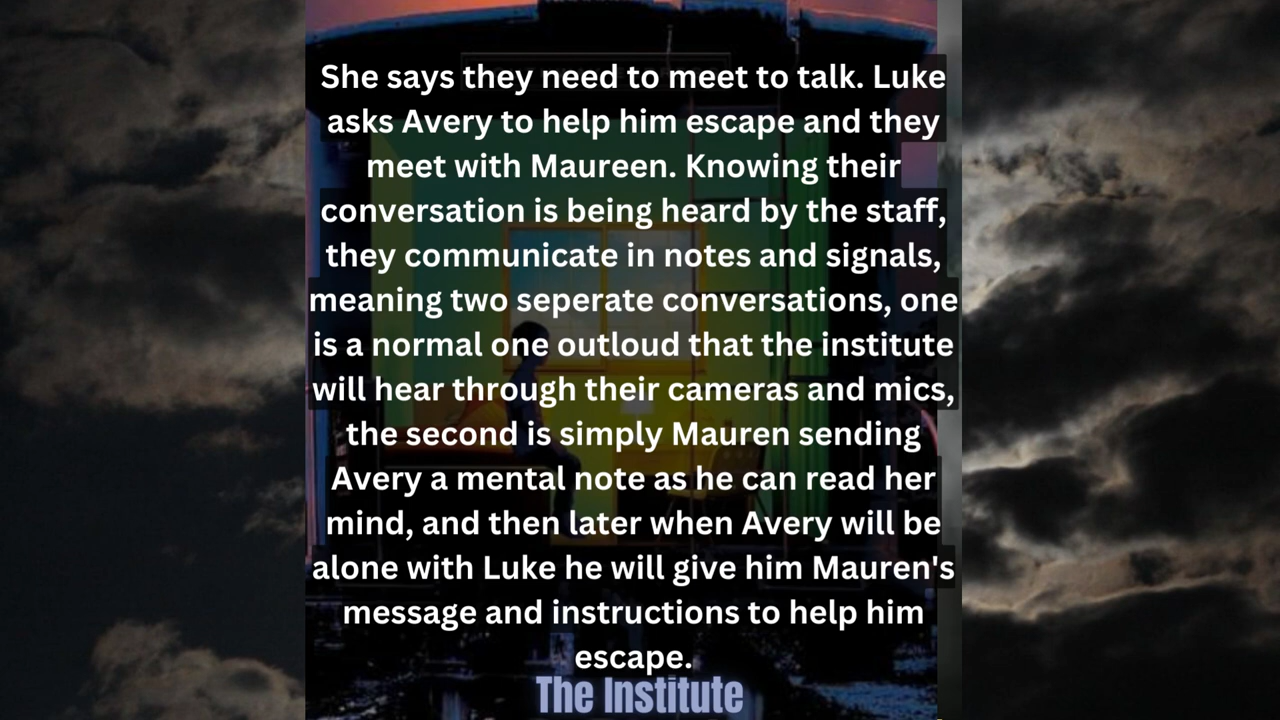 She says they need to meet to talk. Luke
asks Avery to help him escape and they
meet with Maureen. Knowing their
conversation is being heard by the staff,
they communicate in notes and signals,
meaning two seperate conversations, one
is a normal one outloud that the institute
will hear through their cameras and mics,
the second is simply Mauren sending
Avery a mental note as he can read her
mind, and then later when Avery will be
alone with Luke he will give him Mauren's
message and instructions to help him
escape.
The Institute